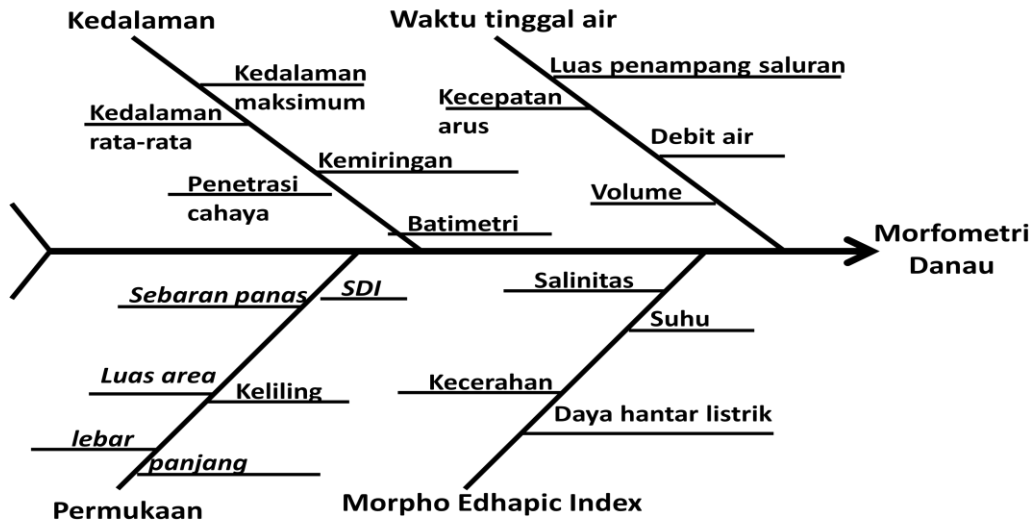 Kedalaman
Waktu tinggal air
Kedalaman
maksimum
Kedalaman
rata-rata
Kemiringan
Penetrasi
cahaya
Batimetri
Luas penampang saluran
Kecepatan
arus
Debit air
Volume
Morfometri
Danau
Sebaran panas
SDI
Luas area
Keliling
lebar
panjang
Permukaan
Salinitas
Suhu
Kecerahan
Daya hantar listrik
Morpho Edhapic Index